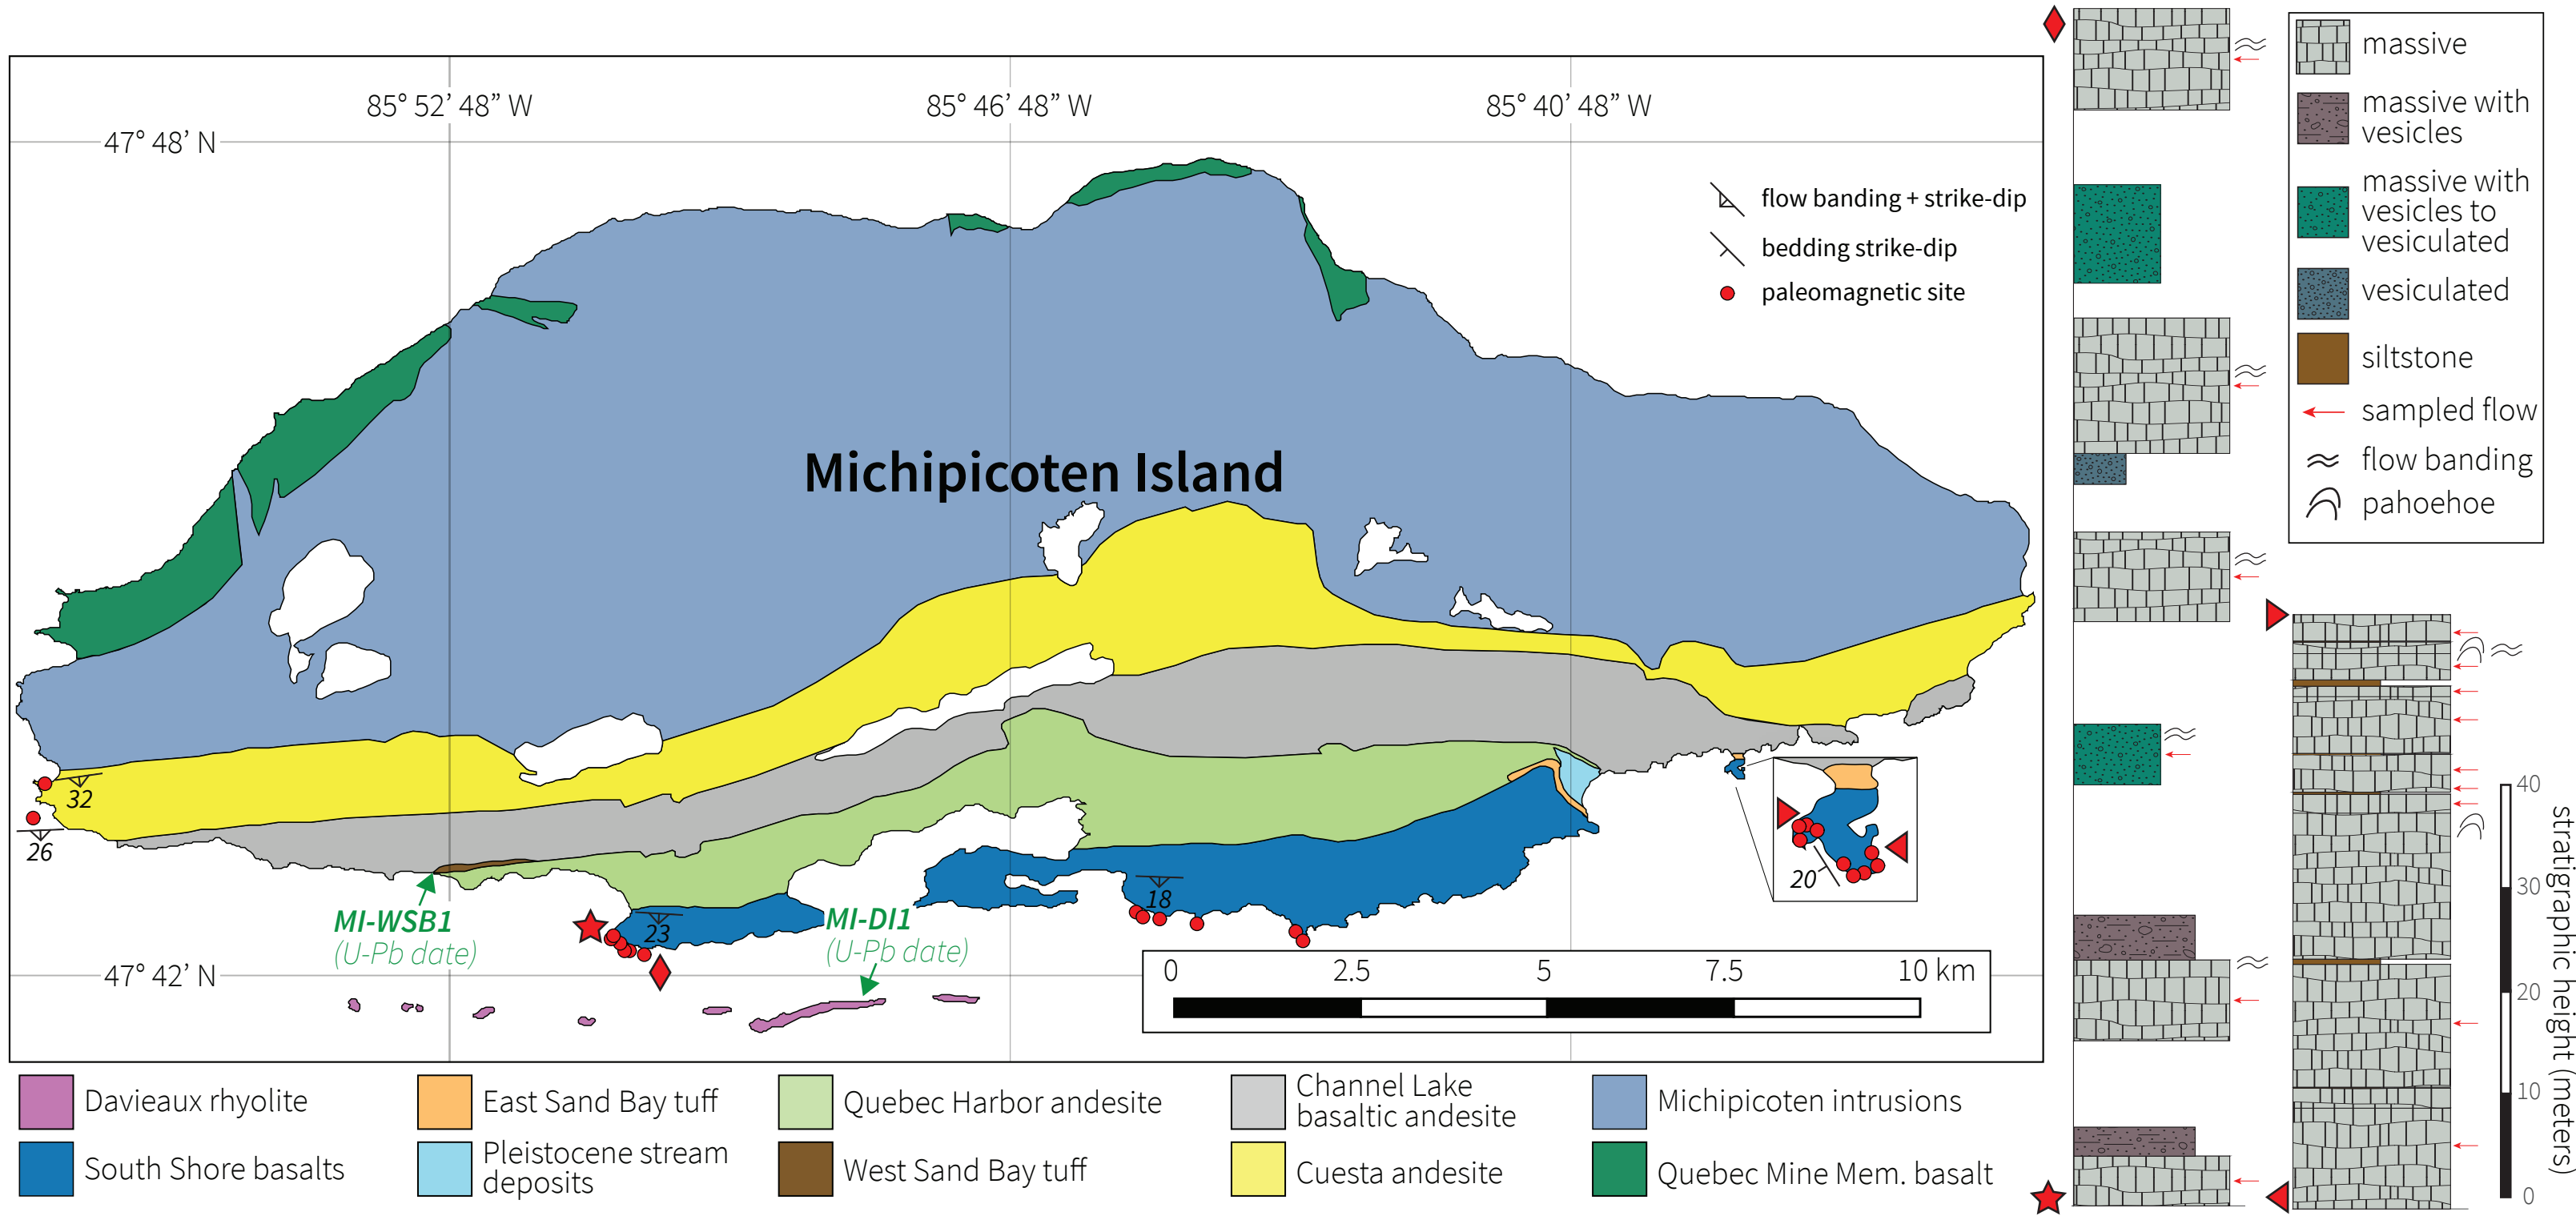 85° 52’ 48” W
85° 46’ 48” W
85° 40’ 48” W
47° 48’ N
flow banding + strike-dip
bedding strike-dip
paleomagnetic site
Michipicoten Island
32
26
MI-WSB1
(U-Pb date)
23
MI-DI1
(U-Pb date)
18
20
47° 42’ N
0
2.5
5
7.5
10 km
Davieaux rhyolite
East Sand Bay tuff
Quebec Harbor andesite
Channel Lake
basaltic andesite
Michipicoten intrusions
South Shore basalts
Pleistocene stream
deposits
West Sand Bay tuff
Cuesta andesite
Quebec Mine Mem. basalt
massive
massive with
vesicles
massive with
vesicles to
vesiculated
vesiculated
siltstone
sampled flow
flow banding
pahoehoe
40
30
20
10
0
stratigraphic height (meters)